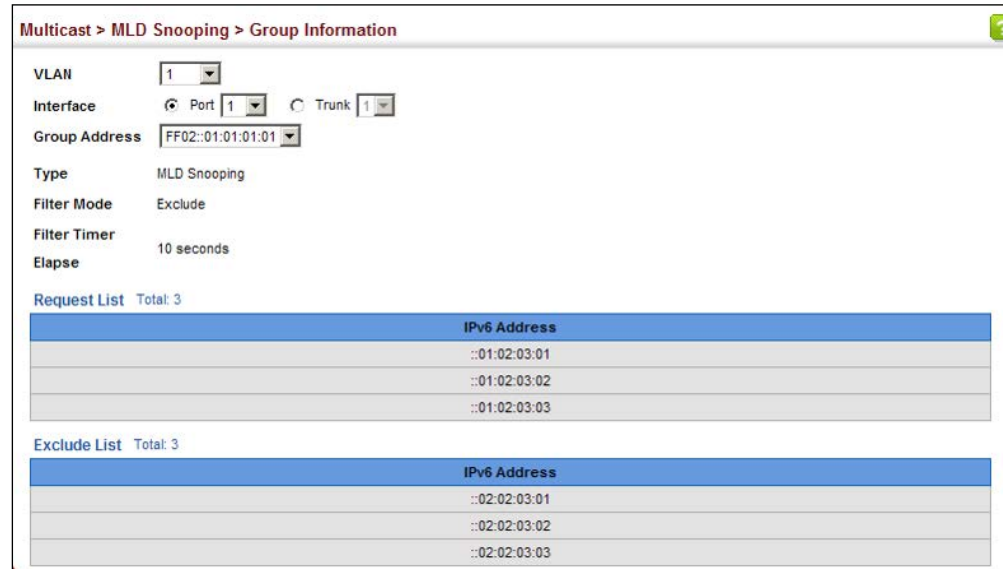 Multicast > MLD Snooping > Group Information
?
VLAN 1
Interface Port 1 Trunk 1
Group Address FF02::01:01:01:01
Type MLD Snooping
Filter Mode Exclude
Filter Timer
Elapse 10 seconds
Request List Total: 3
IPv6 Address
::01:02:03:01
::01:02:03:02
::01:02:03:03
Exclude List Total: 3
IPv6 Address
::02:02:03:01
::02:02:03:02
::02:02:03:03